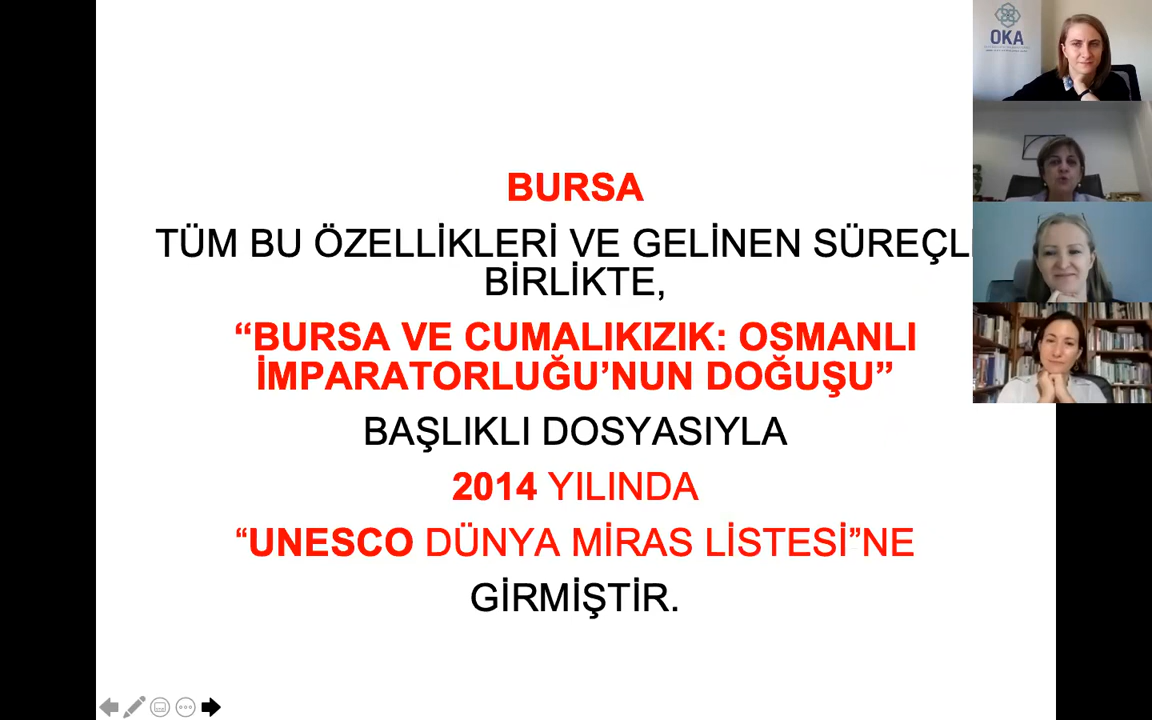 BURSA
TÜM BU ÖZELLİKLERİ VE GELİNEN
BİRLİKTE,
“BURSA VE CUMALIKIZIK: OSMANLI
İMPARATORLUĞU’NUN DOĞUŞU”
BAŞLIKLI DOSYASIYLA
2014 YILINDA
“UNESCO DÜNYA MİRAS LİSTESİ”NE
GİRMİŞTİR.
OKA